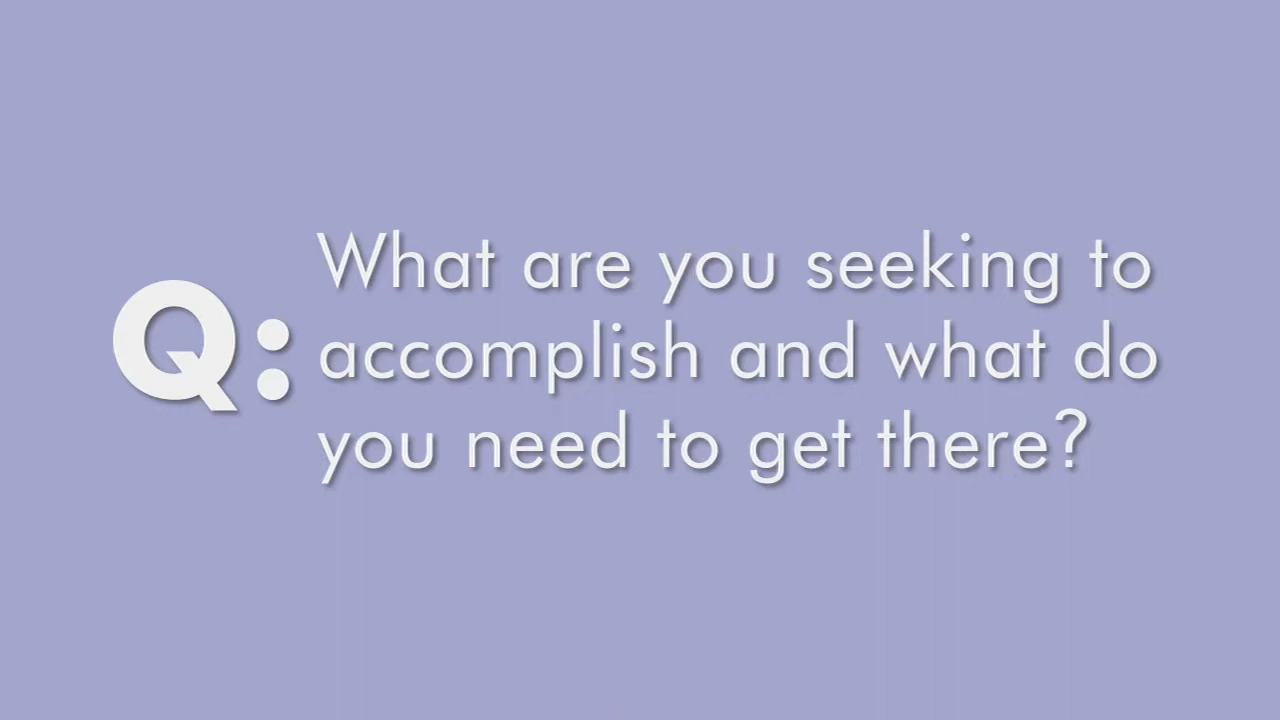 Q:
What are you seeking to
accomplish and what do
you need to get there?